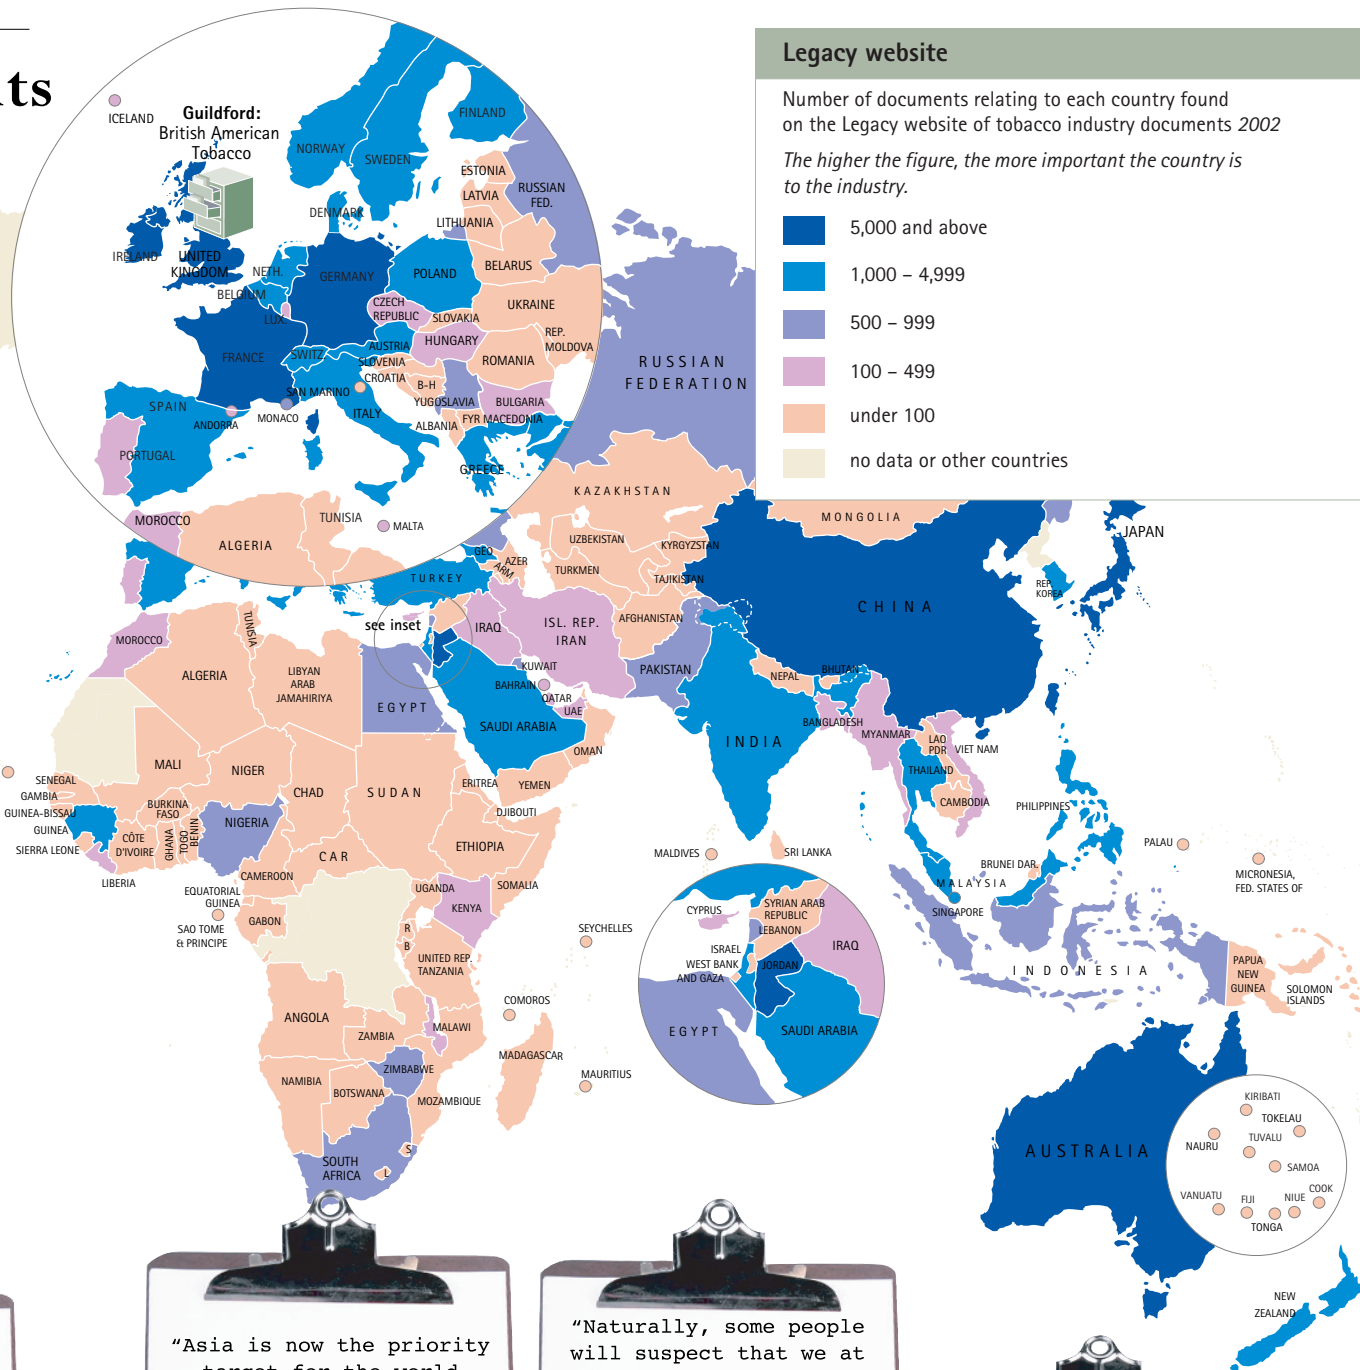 its
Legacy website
Number of documents relating to each country found
on the Legacy website of tobacco industry documents 2002
The higher the figure, the more important the country is
to the industry.
5,000 and above
1,000 – 4,999
500 – 999
100 – 499
under 100
no data or other countries
Guildford:
British American
Tobacco
ICELAND
NORWAY
SWEDEN
FINLAND
ESTONIA
LATVIA
LITHUANIA
RUSSIAN
FED.
DENMARK
IRELAND
UNITED
KINGDOM
NETH.
BELGIUM
LUX.
GERMANY
POLAND
BELARUS
UKRAINE
CZECH
REPUBLIC
SLOVAKIA
REP.
MOLDOVA
FRANCE
SWITZ.
AUSTRIA
HUNGARY
SLOVENIA
CROATIA
ROMANIA
B-H
YUGOSLAVIA
BULGARIA
SAN MARINO
MONACO
ITALY
ALBANIA
FYR MACEDONIA
GREECE
SPAIN
ANDORRA
PORTUGAL
MOROCCO
ALGERIA
TUNISIA
MALTA
RUSSIAN
FEDERATION
KAZAKHSTAN
MONGOLIA
UZBEKISTAN
KYRGYZSTAN
TURKMEN
TAJIKISTAN
GEO
AZER
ARM
TURKEY
see inset
IRAQ
ISL. REP.
IRAN
AFGHANISTAN
PAKISTAN
KUWAIT
BAHRAIN
QATAR
UAE
SAUDI ARABIA
OMAN
YEMEN
CHINA
JAPAN
REP.
KOREA
NEPAL
BHUTAN
INDIA
BANGLADESH
MYANMAR
LAO
PDR
VIET NAM
THAILAND
CAMBODIA
PHILIPPINES
MALDIVES
SRI LANKA
BRUNEI DAR.
MALAYSIA
SINGAPORE
INDONESIA
PALAU
MICRONESIA,
FED. STATES OF
PAPUA
NEW
GUINEA
SOLOMON
ISLANDS
MOROCCO
ALGERIA
TUNISIA
LIBYAN
ARAB
JAMAHIRIYA
EGYPT
MALI
NIGER
CHAD
SUDAN
ERITREA
DJIBOUTI
ETHIOPIA
SOMALIA
SENEGAL
GAMBIA
GUINEA-BISSAU
GUINEA
SIERRA LEONE
LIBERIA
CÔTE
D'IVOIRE
BURKINA
FASO
GHANA
TOGO
BENIN
NIGERIA
CAMEROON
CAR
EQUATORIAL
GUINEA
SAO TOME
& PRINCIPE
GABON
UGANDA
KENYA
R
B
UNITED REP.
TANZANIA
SEYCHELLES
COMOROS
ANGOLA
ZAMBIA
MALAWI
MADAGASCAR
MAURITIUS
NAMIBIA
BOTSWANA
ZIMBABWE
MOZAMBIQUE
SOUTH
AFRICA
S
L
CYPRUS
SYRIAN ARAB
REPUBLIC
LEBANON
ISRAEL
WEST BANK
AND GAZA
JORDAN
IRAQ
EGYPT
SAUDI ARABIA
AUSTRALIA
KIRIBATI
TOKELAU
NAURU
TUVALU
SAMOA
VANUATU
FIJI
NIUE
COOK
TONGA
NEW
ZEALAND
“Asia is now the priority
target for the world
“Naturally, some people
will suspect that we at